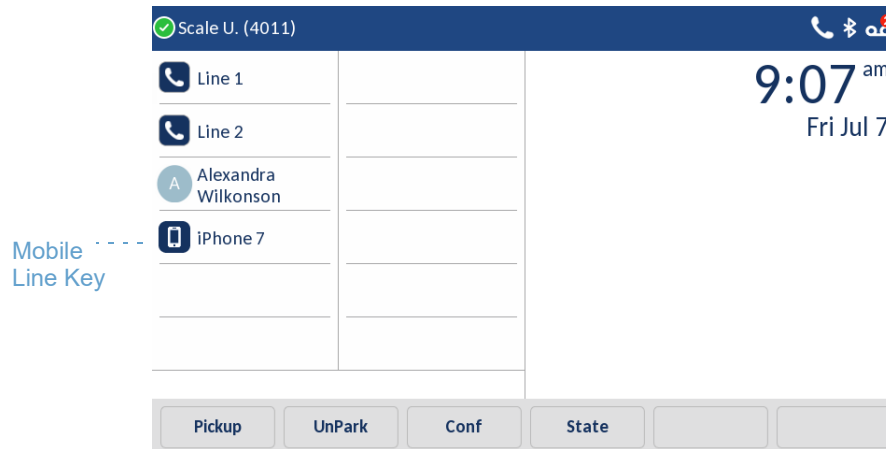 Scale U. (4011)
Line 1
Line 2
A
Alexandra
Wilkonson
iPhone 7
Mobile
Line Key
9:07 am
Fri Jul 7
Pickup UnPark Conf State